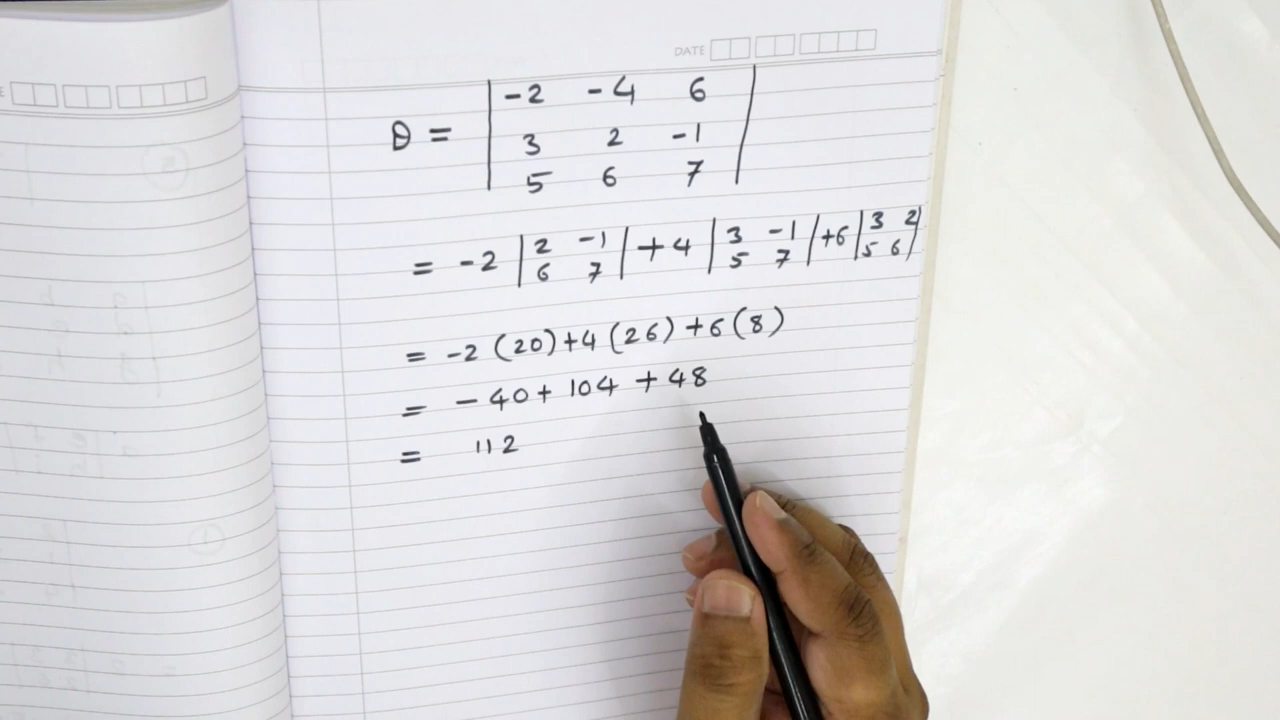 DATE
-2 -4 6
D = 3 2 -1
5 6 7
= -2 |2 -1| + 4 |3 -1| +6 |3 2|
6 7 5 7 5 6
= -2 (20) +4 (26) +6 (8)
= - 40 + 104 + 48
= 112